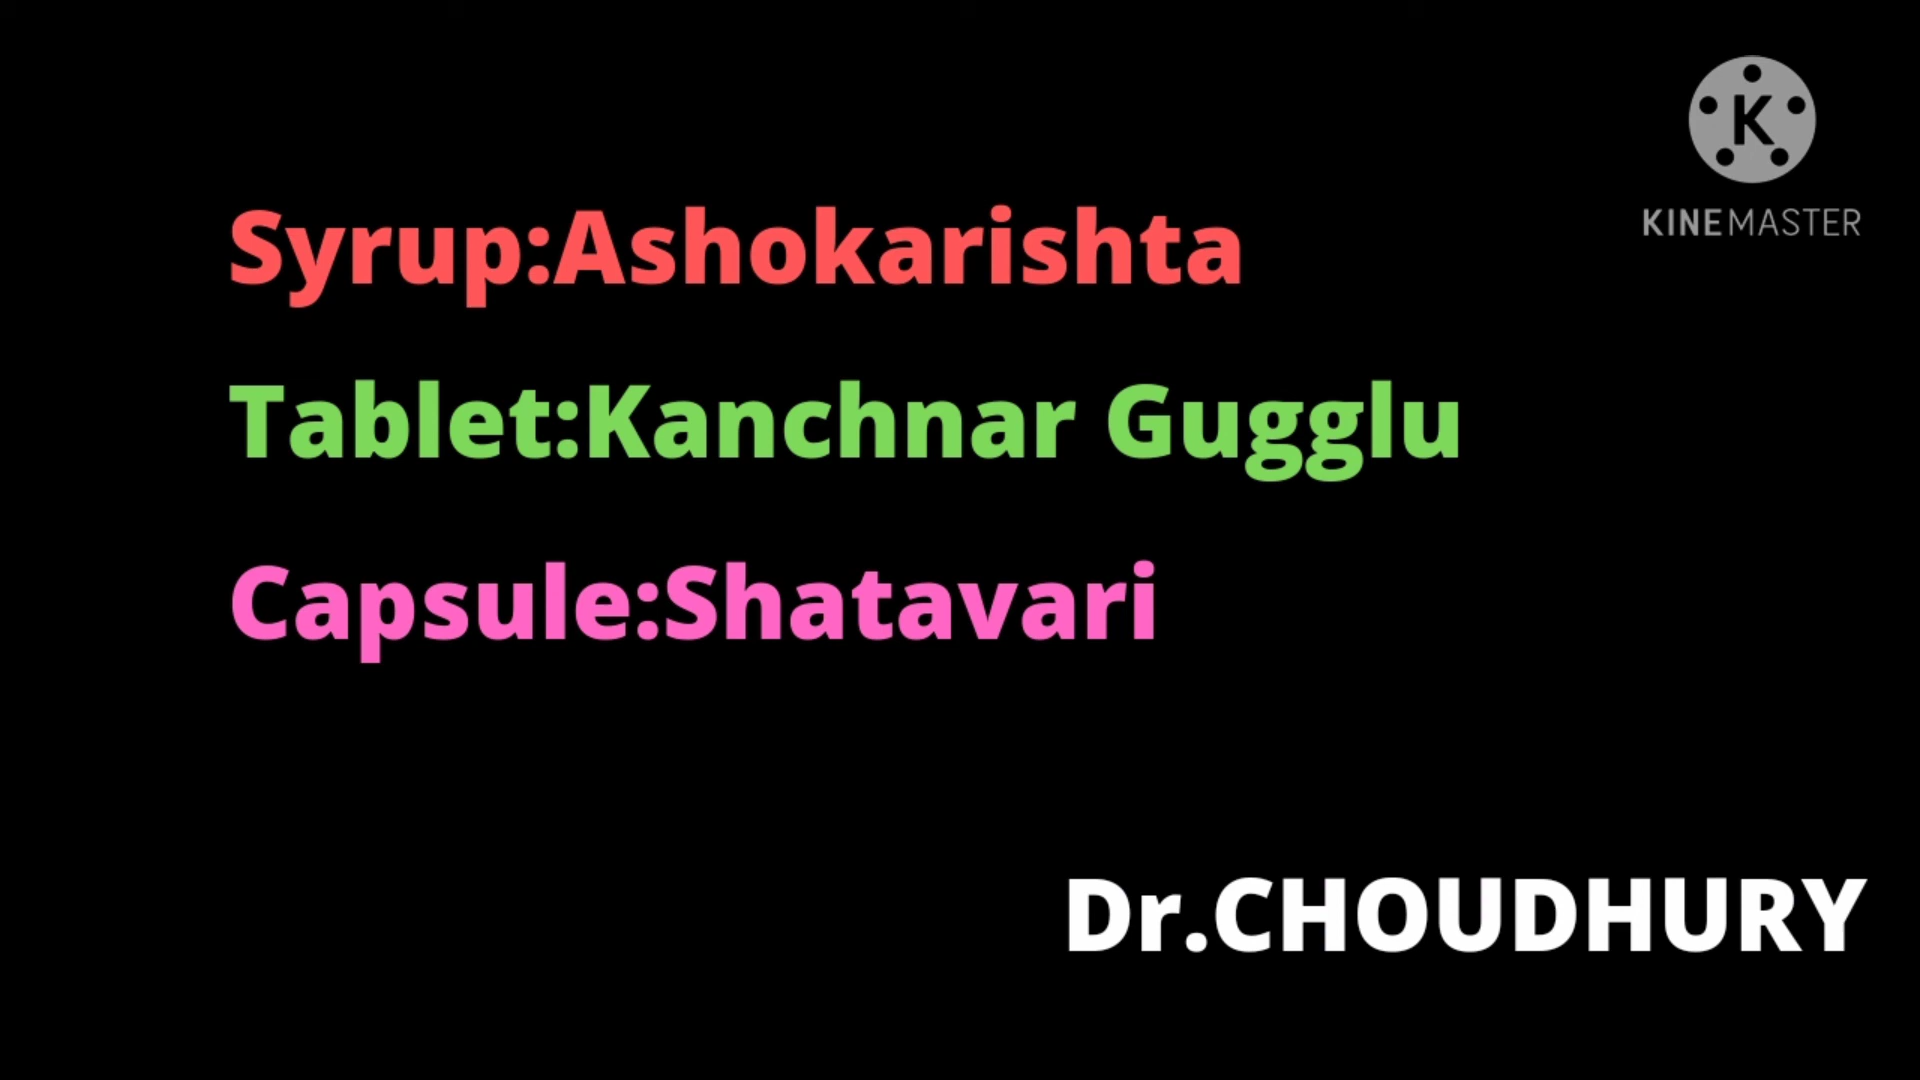 K
KINEMASTER
Syrup:Ashokarishta
Tablet:Kanchnar Gugglu
Capsule:Shatavari
Dr.CHOUDHURY